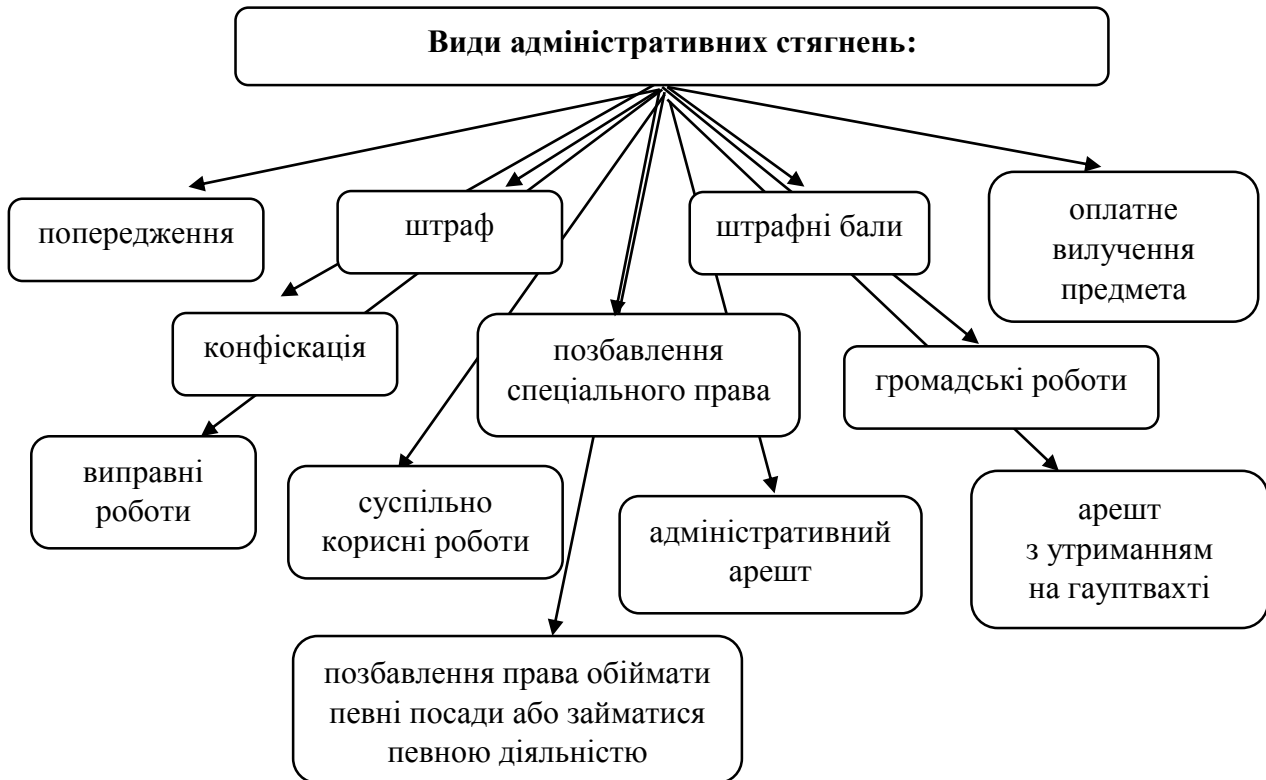 Види адміністративних стягнень:
попередження
штраф
штрафні бали
оплатне
вилучення
предмета
конфіскація
позбавлення
спеціального права
громадські роботи
виправні
роботи
суспільно
корисні роботи
адміністративний
арешт
арешт
з утриманням
на гауптвахті
позбавлення права обіймати
певні посади або займатися
певною діяльністю